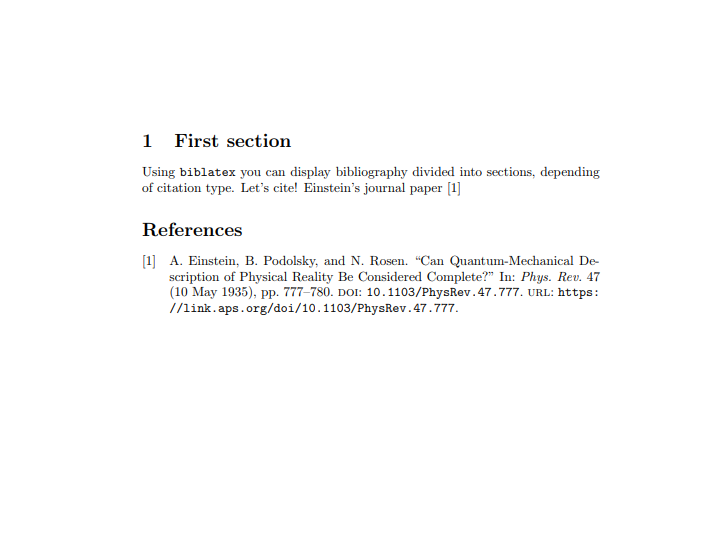 1 First section
Using biblatex you can display bibliography divided into sections, depending
of citation type. Let's cite! Einstein's journal paper [1]
References
[1] A. Einstein, B. Podolsky, and N. Rosen. “Can Quantum-Mechanical De-
scription of Physical Reality Be Considered Complete?” In: Phys. Rev. 47
(10 May 1935), pp. 777–780. DOI: 10.1103/PhysRev.47.777. URL: https:
//link.aps.org/doi/10.1103/PhysRev.47.777.